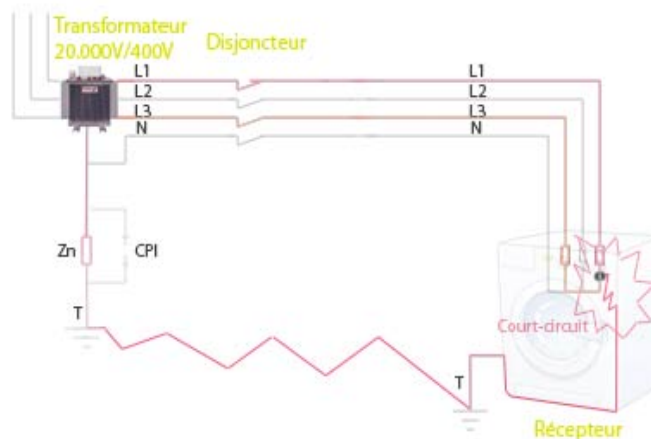 Transformateur
20.000V/400V
Disjoncteur
L1
L1
L2
L2
L3
L3
N
N
Zn
CPI
T
Court-circuit
T
Récepteur